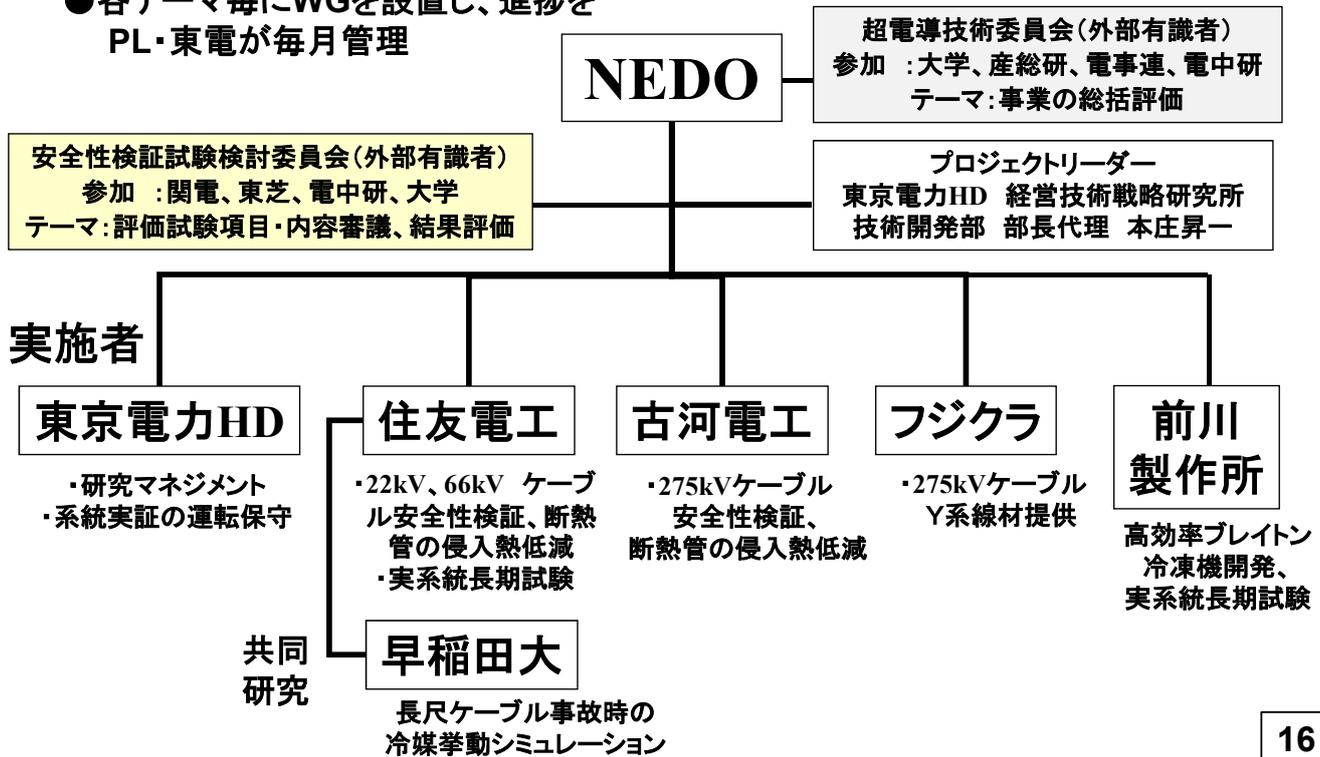 ●各テーマ毎にWGを設置し、進捗を
PL・東電が毎月管理
NEDO
超電導技術委員会(外部有識者)
参加 :大学、産総研、電事連、電中研
テーマ:事業の総括評価
安全性検証試験検討委員会(外部有識者)
参加 :関電、東芝、電中研、大学
テーマ:評価試験項目・内容審議、結果評価
プロジェクトリーダー
東京電力HD 経営技術戦略研究所
技術開発部 部長代理 本庄昇一
実施者
東京電力HD
・研究マネジメント
・系統実証の運転保守
住友電工
・22kV、66kV ケーブ
ル安全性検証、断熱
管の侵入熱低減
・実系統長期試験
古河電工
・275kVケーブル
安全性検証、
断熱管の侵入熱低減
フジクラ
・275kVケーブル
Y系線材提供
前川
製作所
高効率ブレイトン
冷凍機開発、
実系統長期試験
共同
研究
早稲田大
長尺ケーブル事故時の
冷媒挙動シミュレーション
16